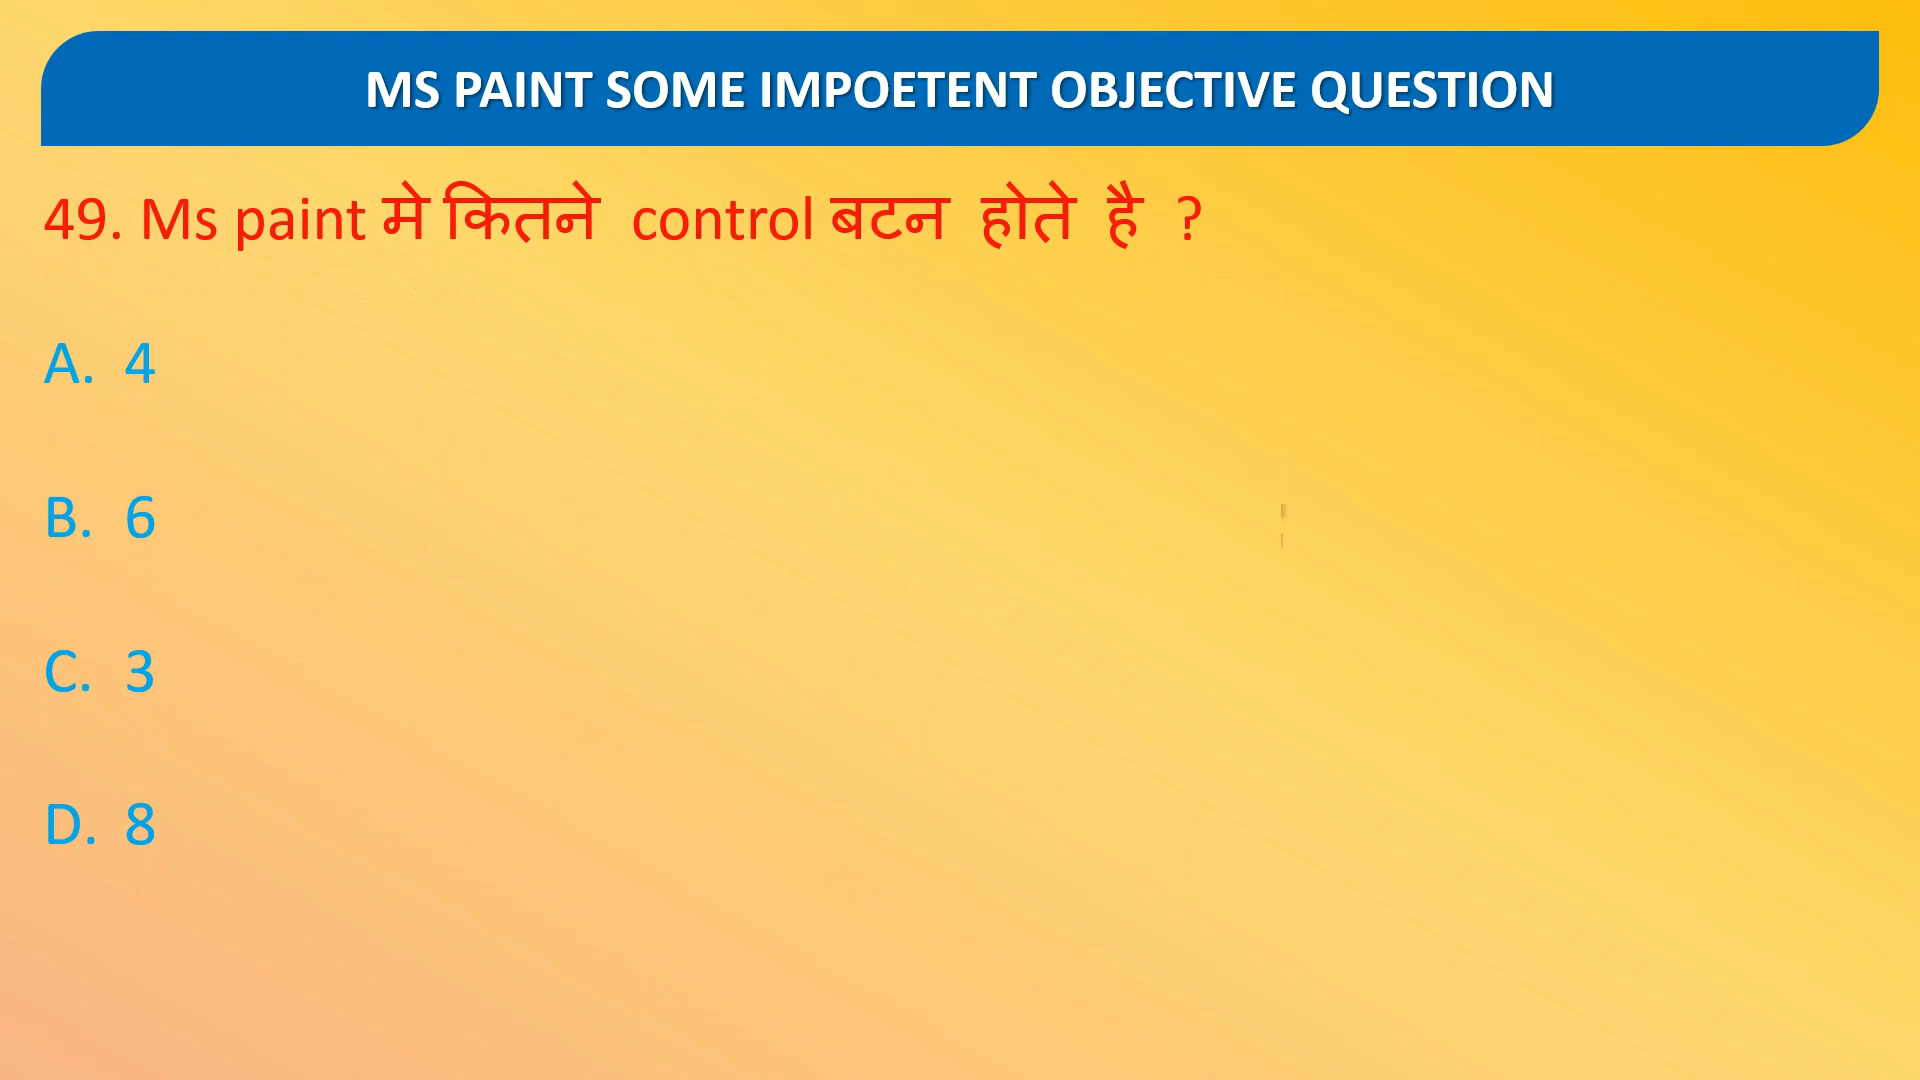 MS PAINT SOME IMPOETENT OBJECTIVE QUESTION
49. Ms paint मे कितने control बटन होते है ?
A. 4
B. 6
C. 3
D. 8